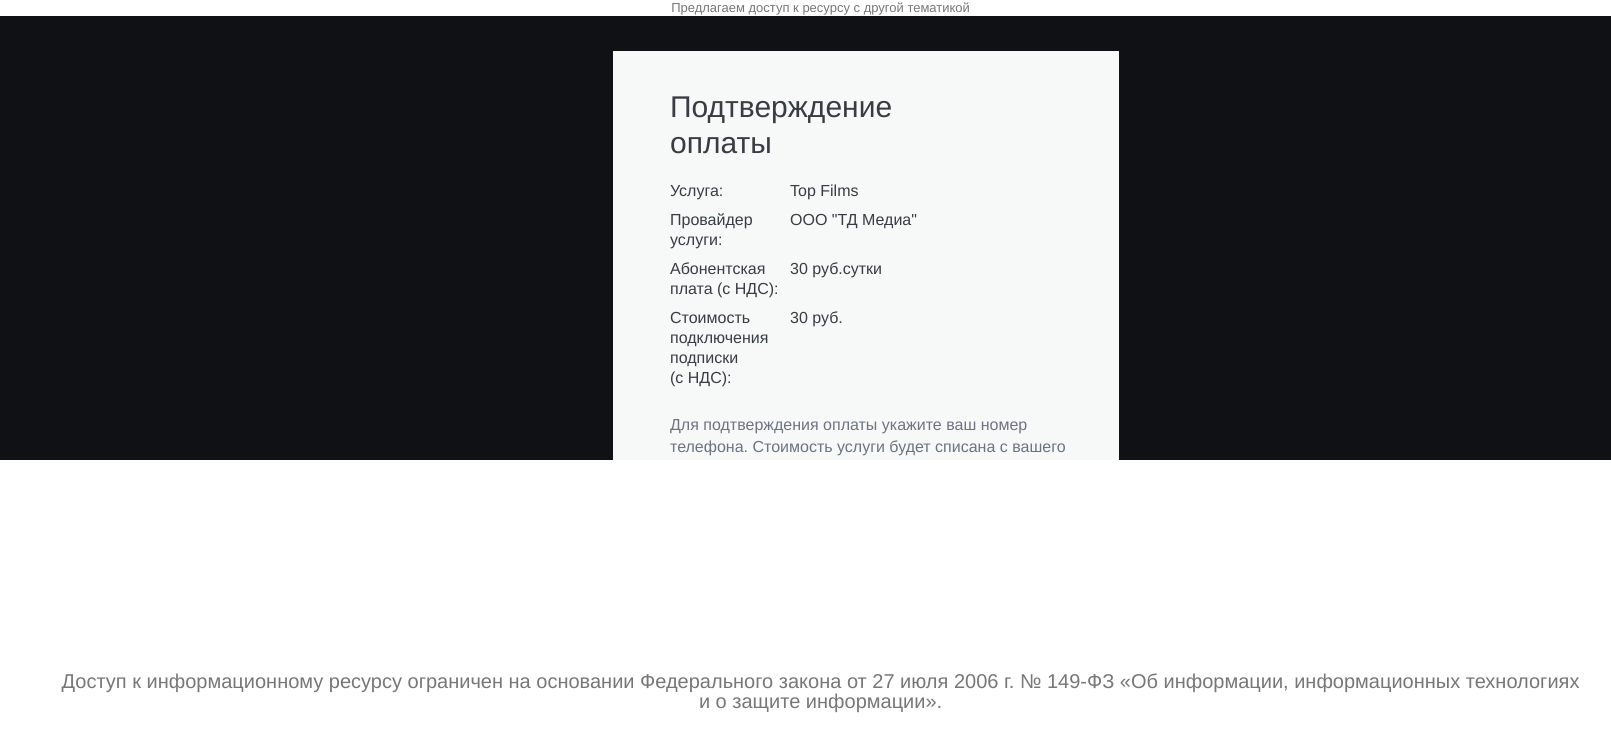 Предлагаем доступ к ресурсу с другой тематикой
Подтверждение
оплаты
Услуга: Top Films
Провайдер ООО "ТД Медиа"
услуги:
Абонентская 30 руб.сутки
плата (с НДС):
Стоимость 30 руб.
подключения
подписки
(с НДС):
Для подтверждения оплаты укажите ваш номер
телефона. Стоимость услуги будет списана с вашего
Доступ к информационному ресурсу ограничен на основании Федерального закона от 27 июля 2006 г. № 149-ФЗ «Об информации, информационных технологиях
и о защите информации».